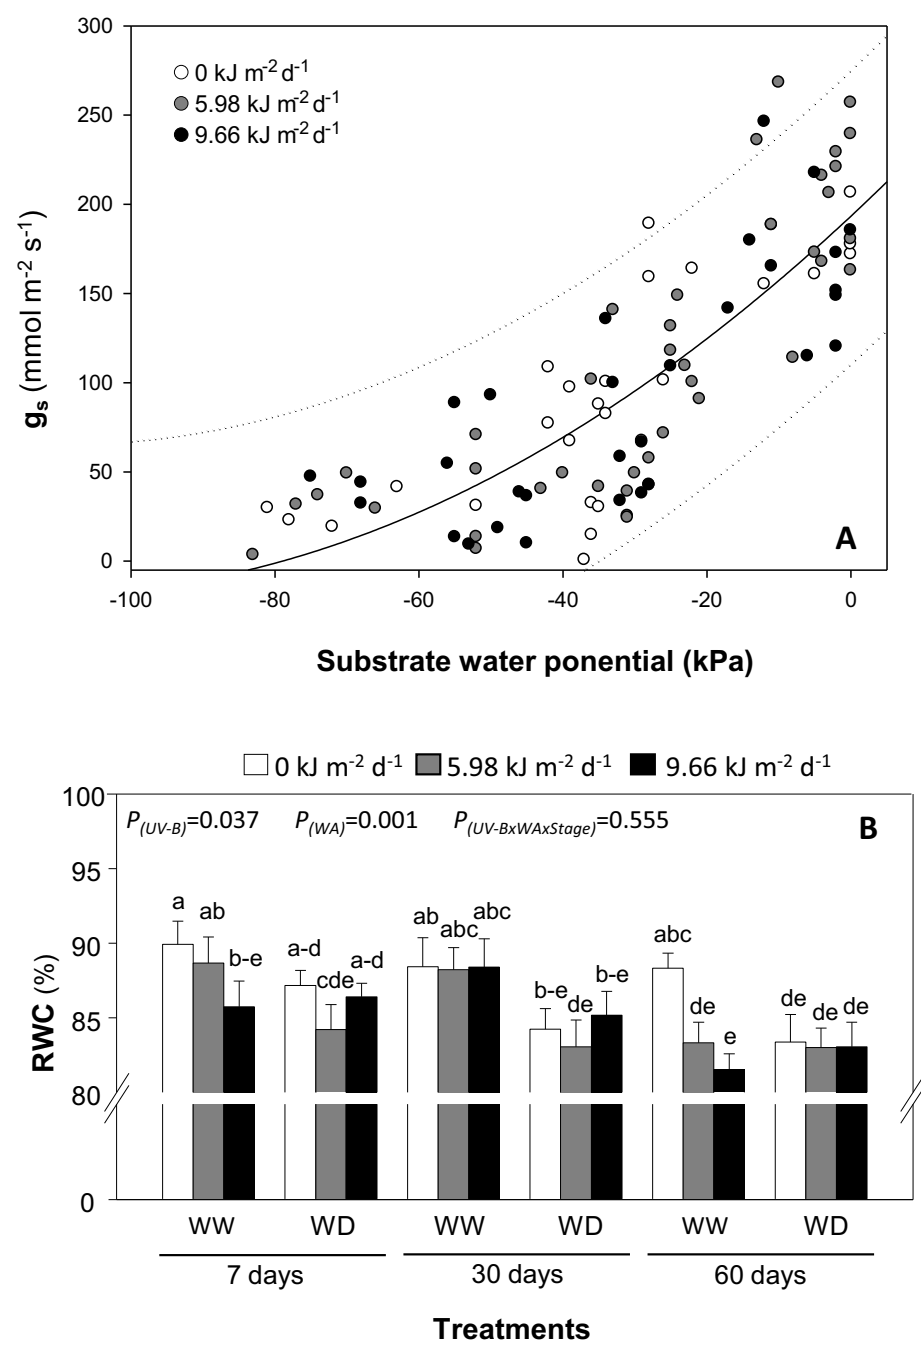 300
250
200
150
100
50
0
0 kJ m-2 d-1
5.98 kJ m-2 d-1
9.66 kJ m-2 d-1
gs (mmol m-2 s-1)
A
-100 -80 -60 -40 -20 0
Substrate water ponential (kPa)
0 kJ m-2 d-1 5.98 kJ m-2 d-1 9.66 kJ m-2 d-1
100
95
90
85
80
0
RWC (%)
P(UV-B)=0.037 P(WA)=0.001 P(UV-BxWAxStage)=0.555
B
a ab b-e a-d cde a-d ab abc abc b-e de b-e abc de e de de de
WW WD WW WD WW WD
7 days 30 days 60 days
Treatments